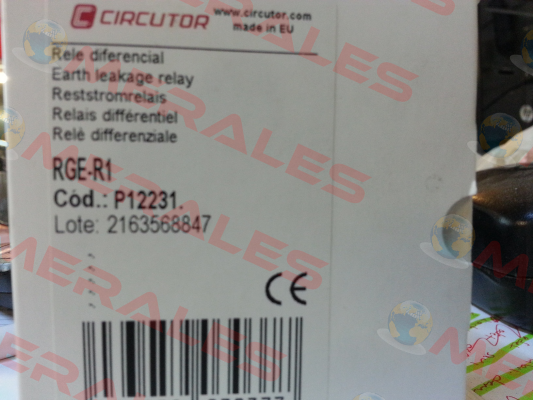 CIRCUTOR
www.circutor.com
made in EU
Rele diferencial
Earth leakage relay
Reststromrelais
Relais différentiel
Relé differenziale
RGE-R1
Cód.: P12231.
Lote: 2163568847
CE